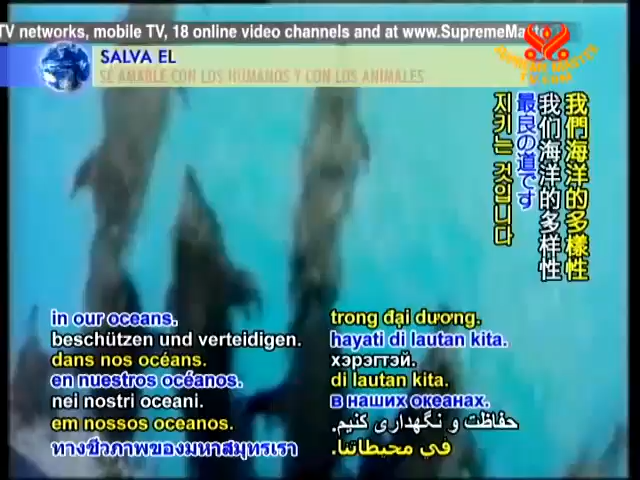 TV networks, mobile TV, 18 online video channels and at www.SupremeMaste
SALVA EL
SÉ AMABLE CON LOS HUMANOS Y CON LOS ANIMALES
SUPREME MASTER
TV.COM
我們海洋的多樣性
我们海洋的多样性
最良の道です
지키는 것입니다
in our oceans.
beschützen und verteidigen.
dans nos océans.
en nuestros océanos.
nei nostri oceani.
em nossos oceanos.
ทางชีวภาพของมหาสมุทรเรา
trong đại dương.
hayati di lautan kita.
хэрэгтэй.
di lautan kita.
в наших океанах.
حفاظت و نگهداری کنیم.
في محيطاتنا.